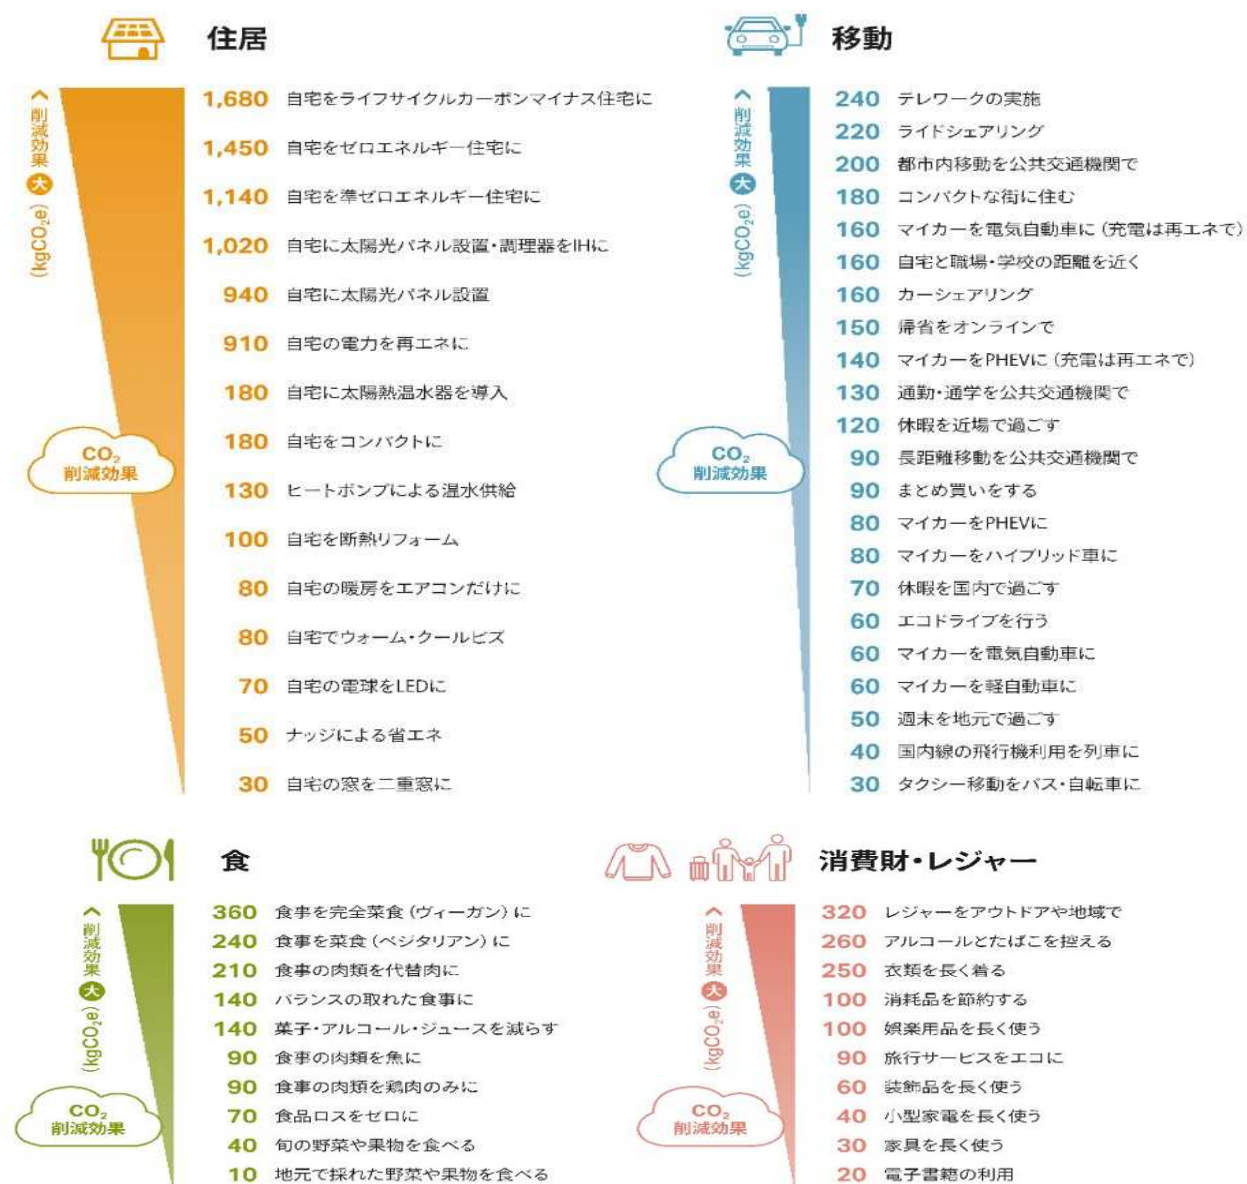 住居
削減効果 大 (kgCO₂e)
1,680 自宅をライフサイクルカーボンマイナス住宅に
1,450 自宅をゼロエネルギー住宅に
1,140 自宅を準ゼロエネルギー住宅に
1,020 自宅に太陽光パネル設置・調理器をIHに
940 自宅に太陽光パネル設置
910 自宅の電力を再エネに
180 自宅に太陽熱温水器を導入
180 自宅をコンパクトに
130 ヒートポンプによる温水供給
100 自宅を断熱リフォーム
80 自宅の暖房をエアコンだけに
80 自宅でウォーム・クールビズ
70 自宅の電球をLEDに
50 ナッジによる省エネ
30 自宅の窓を二重窓に
CO₂
削減効果
移動
削減効果 大 (kgCO₂e)
240 テレワークの実施
220 ライドシェアリング
200 都市内移動を公共交通機関で
180 コンパクトな街に住む
160 マイカーを電気自動車に（充電は再エネで）
160 自宅と職場・学校の距離を近く
160 カーシェアリング
150 帰省をオンラインで
140 マイカーをPHEVに（充電は再エネで）
130 通勤・通学を公共交通機関で
120 休暇を近場で過ごす
90 長距離移動を公共交通機関で
90 まとめ買いをする
80 マイカーをPHEVに
80 マイカーをハイブリッド車に
70 休暇を国内で過ごす
60 エコドライブを行う
60 マイカーを電気自動車に
60 マイカーを軽自動車に
50 週末を地元で過ごす
40 国内線の飛行機利用を列車に
30 タクシー移動をバス・自転車に
CO₂
削減効果
食
削減効果 大 (kgCO₂e)
360 食事を完全菜食（ヴィーガン）に
240 食事を菜食（ベジタリアン）に
210 食事の肉類を代替肉に
140 バランスの取れた食事に
140 菓子・アルコール・ジュースを減らす
90 食事の肉類を魚に
90 食事の肉類を鶏肉のみに
70 食品ロスをゼロに
40 旬の野菜や果物を食べる
10 地元で採れた野菜や果物を食べる
CO₂
削減効果
消費財・レジャー
削減効果 大 (kgCO₂e)
320 レジャーをアウトドアや地域で
260 アルコールとたばこを控える
250 衣類を長く着る
100 消耗品を節約する
100 娯楽用品を長く使う
90 旅行サービスをエコに
60 装飾品を長く使う
40 小型家電を長く使う
30 家具を長く使う
20 電子書籍の利用
CO₂
削減効果